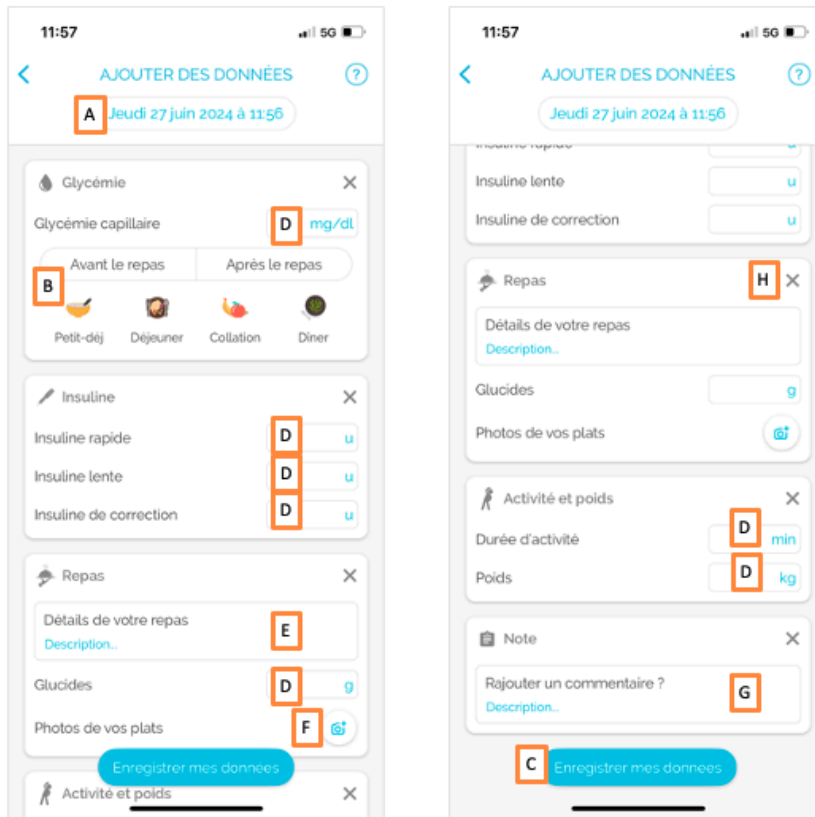 11:57
5G
AJOUTER DES DONNÉES
?
A
Jeudi 27 juin 2024 à 11:56
Glycémie
Glycémie capillaire
D
mg/dl
Avant le repas
Après le repas
B
Petit-déj
Déjeuner
Collation
Dîner
Insuline
Insuline rapide
D
u
Insuline lente
D
u
Insuline de correction
D
u
Repas
Détails de votre repas
Description...
E
Glucides
D
g
Photos de vos plats
F
Enregistrer mes données
Activité et poids
11:57
5G
AJOUTER DES DONNÉES
?
Jeudi 27 juin 2024 à 11:56
Insuline rapide
u
Insuline lente
u
Insuline de correction
u
Repas
H
Détails de votre repas
Description...
Glucides
g
Photos de vos plats
Activité et poids
Durée d'activité
D
min
Poids
D
kg
Note
Rajouter un commentaire ?
Description...
G
C
Enregistrer mes données